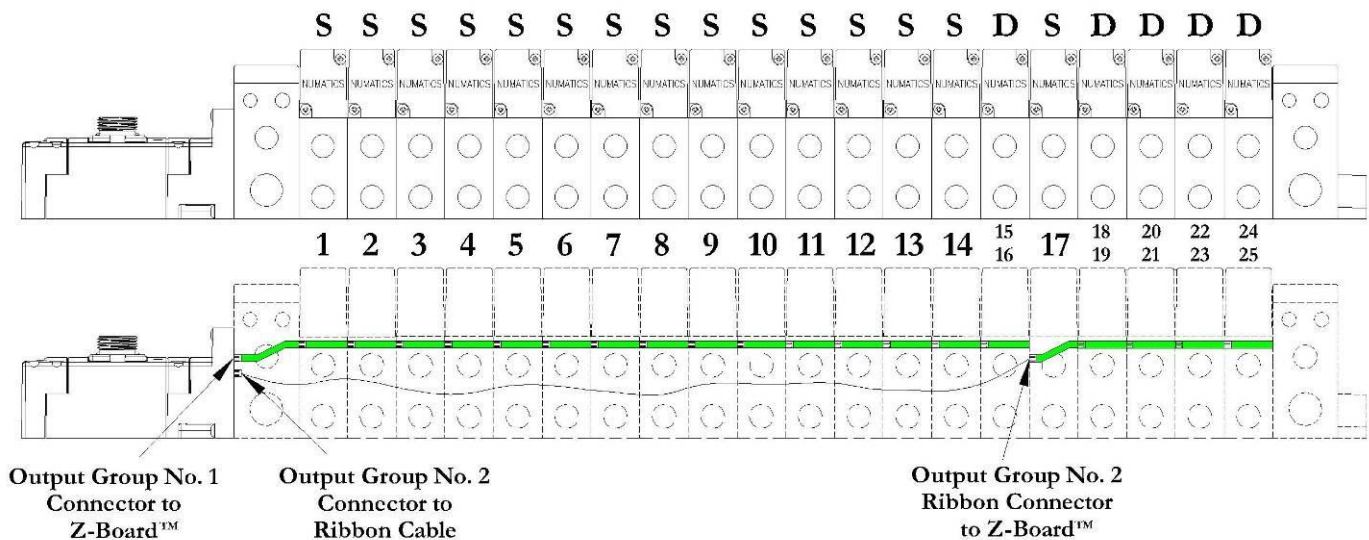 S S S S S S S S S S S S S S D S D D D D
NUMATICS NUMATICS NUMATICS NUMATICS NUMATICS NUMATICS NUMATICS NUMATICS NUMATICS NUMATICS NUMATICS NUMATICS NUMATICS NUMATICS NUMATICS NUMATICS NUMATICS NUMATICS NUMATICS NUMATICS
1 2 3 4 5 6 7 8 9 10 11 12 13 14 15 17 18 20 22 24
16 19 21 23 25
Output Group No. 1
Connector to
Z-Board™
Output Group No. 2
Connector to
Ribbon Cable
Output Group No. 2
Ribbon Connector
to Z-Board™